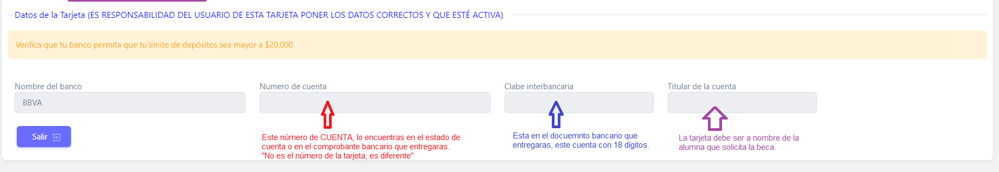 Datos de la Tarjeta (ES RESPONSABILIDAD DEL USUARIO DE ESTA TARJETA PONER LOS DATOS CORRECTOS Y QUE ESTÉ ACTIVA)
Verifica que tu banco permita que tu límite de depósitos sea mayor a $20,000
Nombre del banco
BBVA
Numero de cuenta
Clabe interbancaria
Titular de la cuenta
Salir
Este número de CUENTA, lo encuentras en el estado de
cuenta o en el comprobante bancario que entregaras.
"No es el número de la tarjeta, es diferente"
Esta en el docuemnto bancario que
entregaras, este cuenta con 18 dígitos.
La tarjeta debe ser a nombre de la
alumna que solicita la beca.